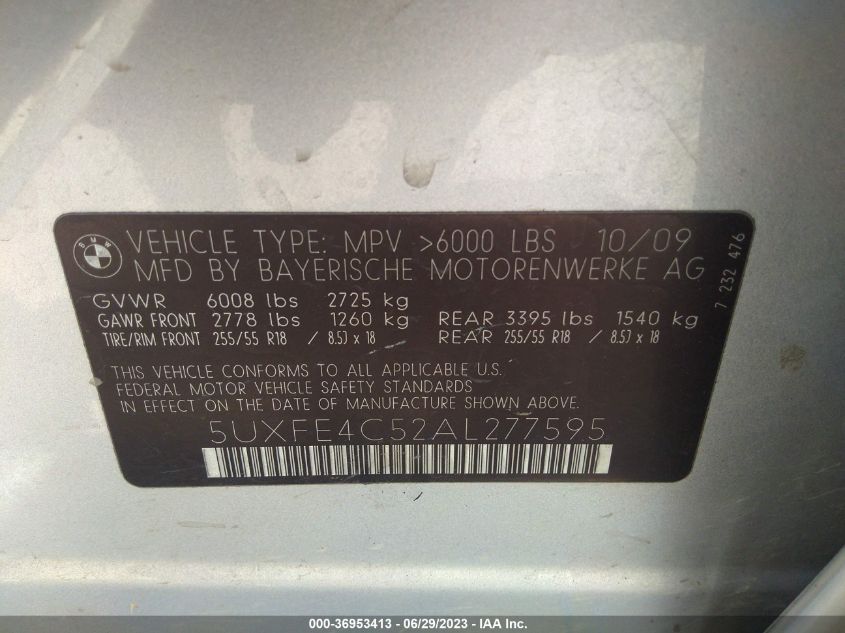 BMW
VEHICLE TYPE: MPV >6000 LBS 10/09
MFD BY BAYERISCHE MOTORENWERKE AG
GVWR 6008 lbs 2725 kg
GAWR FRONT 2778 lbs 1260 kg REAR 3395 lbs 1540 kg
TIRE/RIM FRONT 255/55 R18 / 8.5J x 18 REAR 255/55 R18 / 8.5J x 18
7 232 476
THIS VEHICLE CONFORMS TO ALL APPLICABLE U.S.
FEDERAL MOTOR VEHICLE SAFETY STANDARDS
IN EFFECT ON THE DATE OF MANUFACTURE SHOWN ABOVE.
5UXFE4C52AL277595
000-36953413 - 06/29/2023 - IAA Inc.